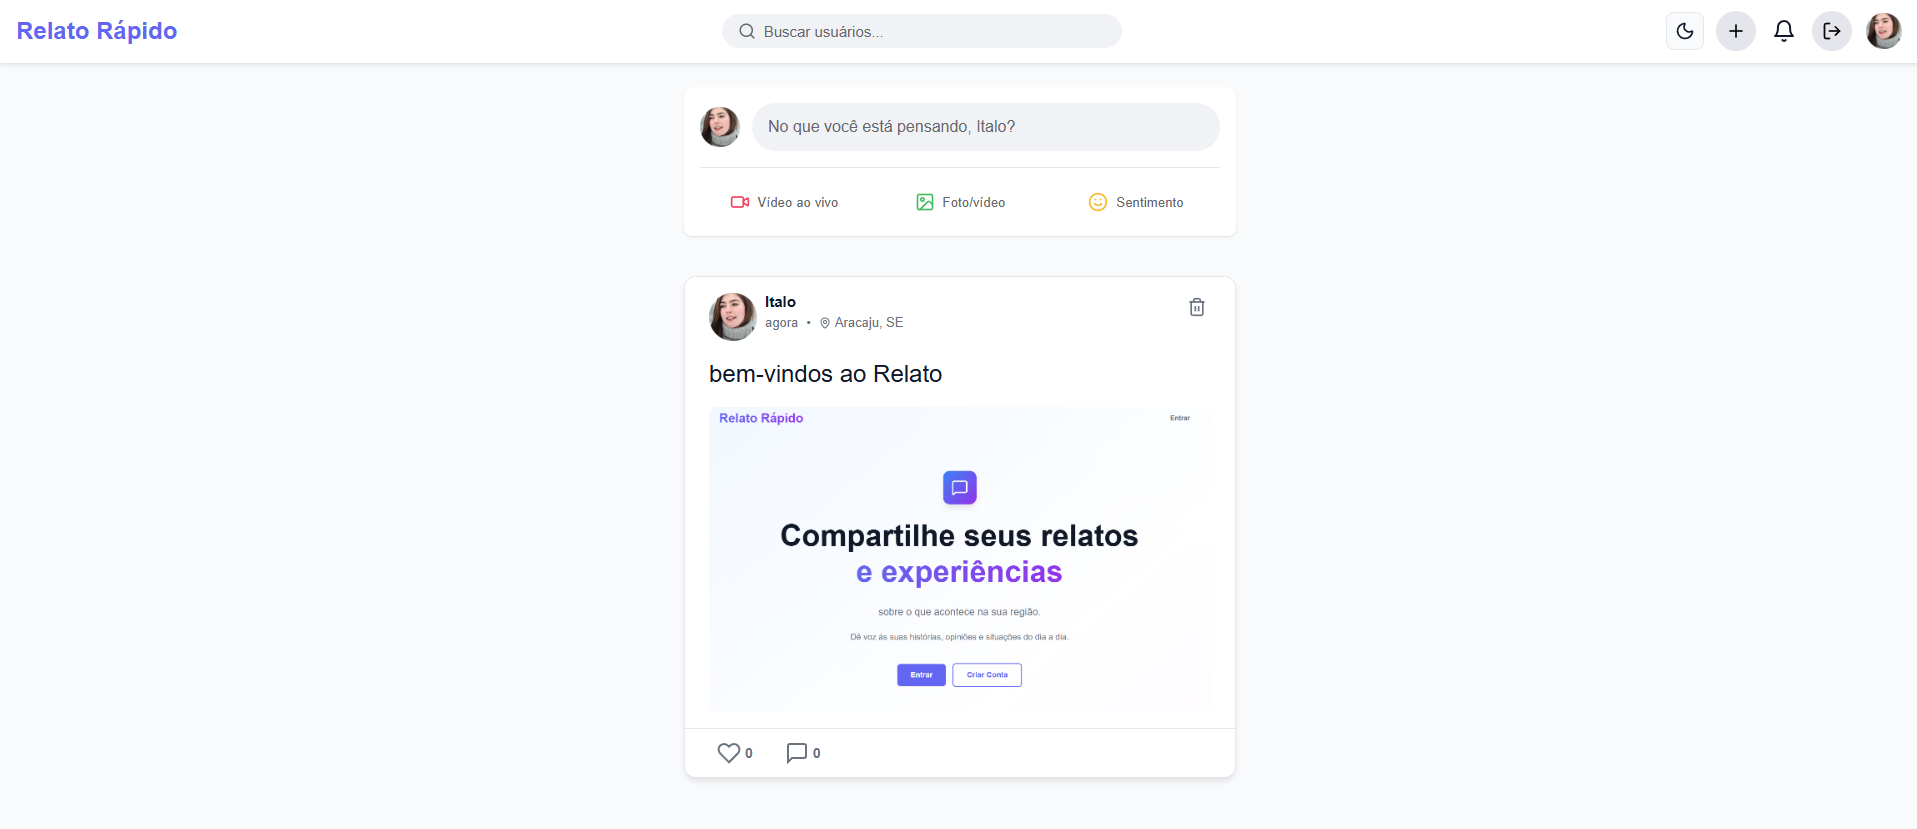 Relato Rápido
Buscar usuários...
No que você está pensando, Italo?
Vídeo ao vivo
Foto/vídeo
Sentimento
Italo
agora • Aracaju, SE
bem-vindos ao Relato
Relato Rápido
Entrar
Compartilhe seus relatos
e experiências
sobre o que acontece na sua região.
Dê voz às suas histórias, opiniões e situações do dia a dia.
Entrar
Criar Conta
0
0